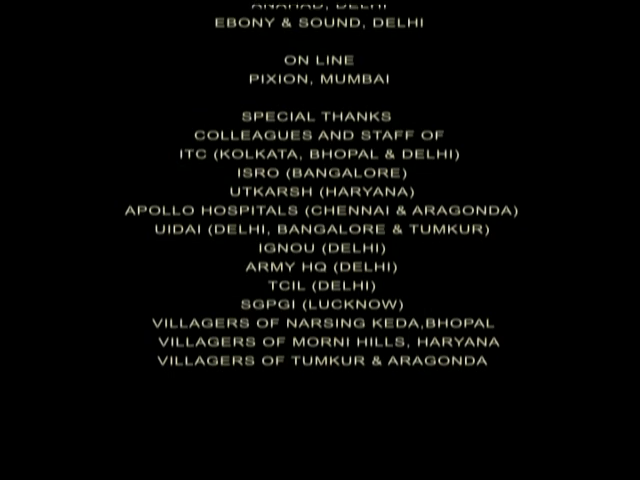 EBONY & SOUND, DELHI
ON LINE
PIXION, MUMBAI
SPECIAL THANKS
COLLEAGUES AND STAFF OF
ITC (KOLKATA, BHOPAL & DELHI)
ISRO (BANGALORE)
UTKARSH (HARYANA)
APOLLO HOSPITALS (CHENNAI & ARAGONDA)
UIDAI (DELHI, BANGALORE & TUMKUR)
IGNOU (DELHI)
ARMY HQ (DELHI)
TCIL (DELHI)
SGPGI (LUCKNOW)
VILLAGERS OF NARSING KEDA,BHOPAL
VILLAGERS OF MORNI HILLS, HARYANA
VILLAGERS OF TUMKUR & ARAGONDA